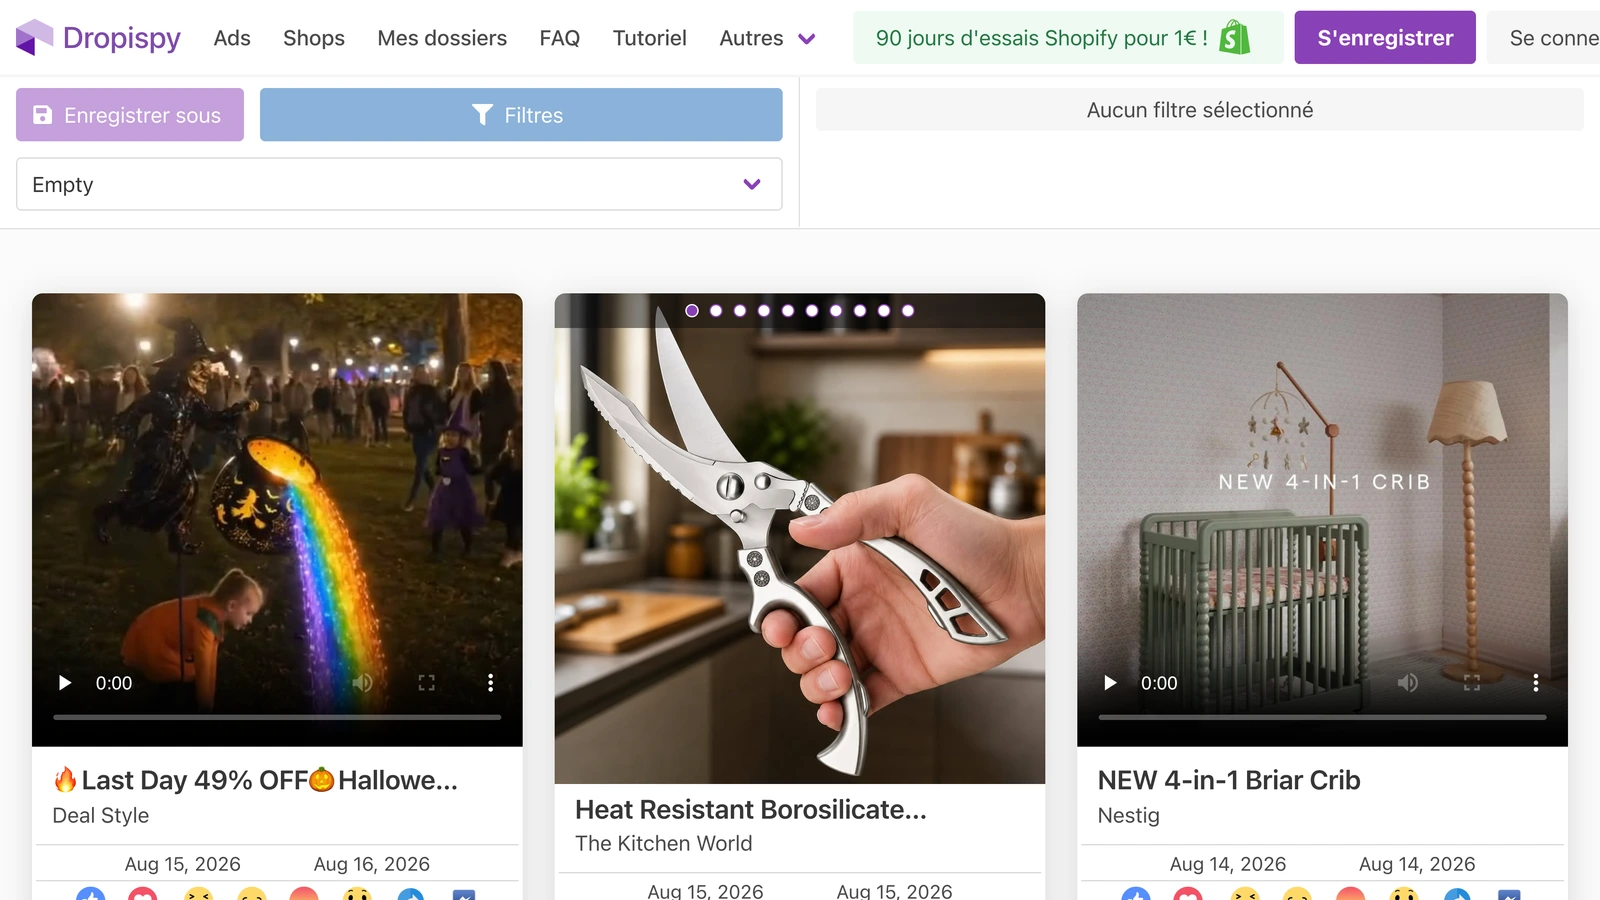 Dropispy
Ads
Shops
Mes dossiers
FAQ
Tutoriel
Autres
90 jours d'essais Shopify pour 1€ !
S'enregistrer
Se conne
Enregistrer sous
Filtres
Aucun filtre sélectionné
Empty
NEW 4-IN-1 CRIB
0:00
0:00
🔥Last Day 49% OFF🎃Hallowe...
Deal Style
Aug 15, 2026
Aug 16, 2026
Heat Resistant Borosilicate...
The Kitchen World
Aug 15, 2026
Aug 15, 2026
NEW 4-in-1 Briar Crib
Nestig
Aug 14, 2026
Aug 14, 2026